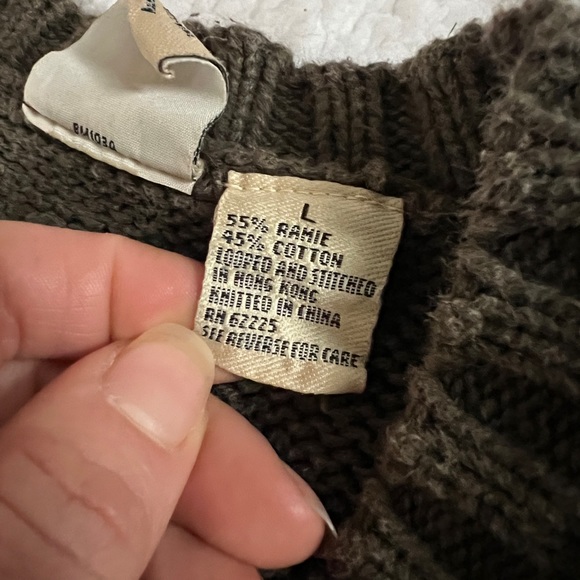 L
55% RAMIE
45% COTTON
LOOPED AND STITCHED
IN HONG KONG
KNITTED IN CHINA
RN 62225
SEE REVERSE FOR CARE